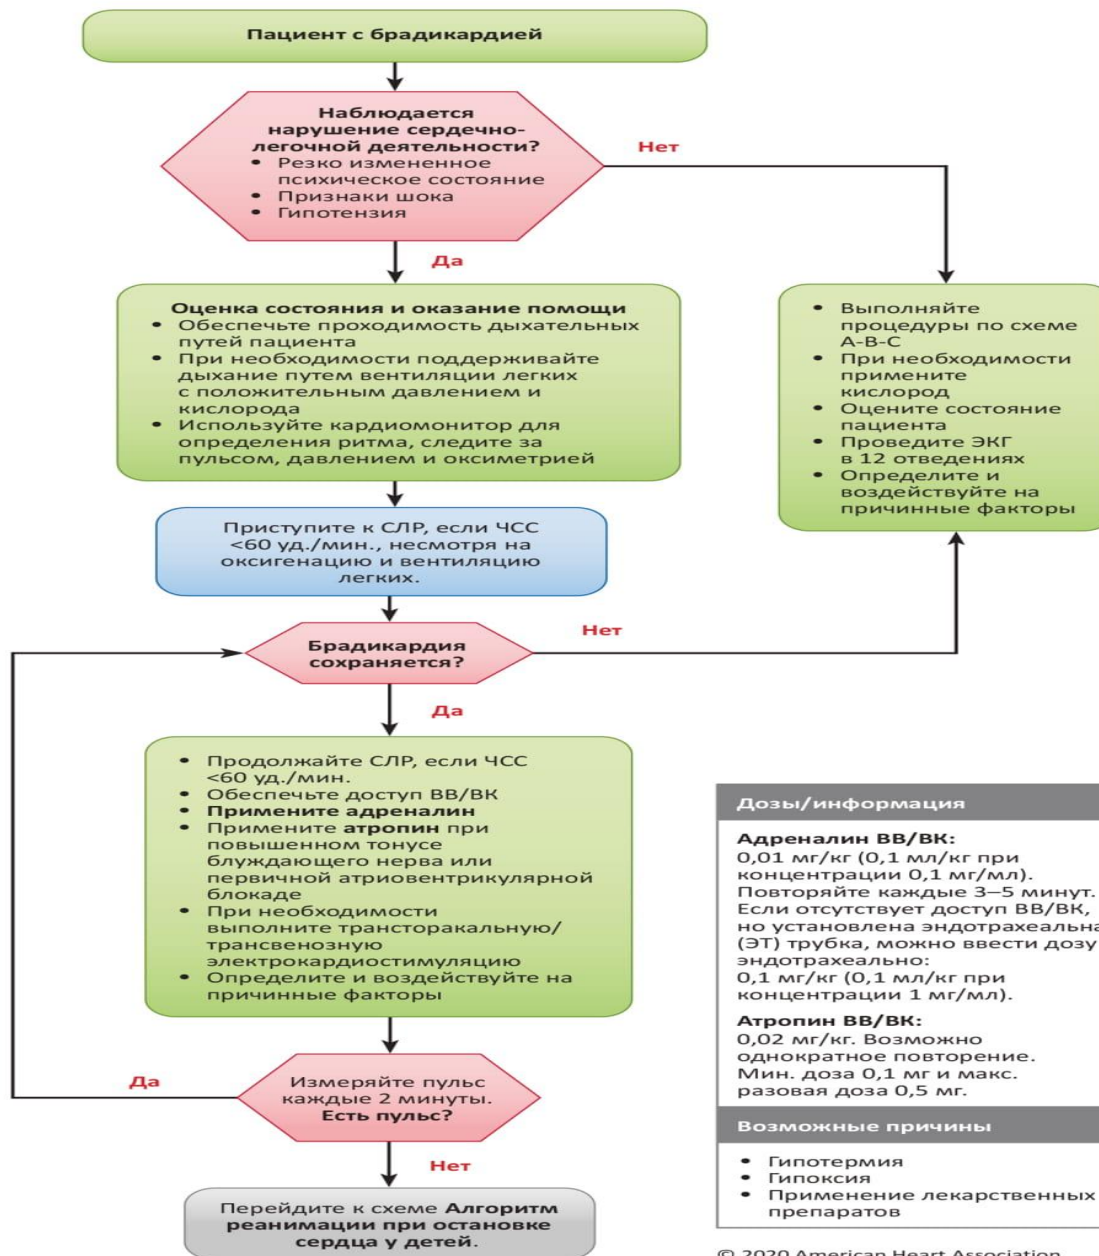 Пациент с брадикардией
Наблюдается
нарушение сердечно-
легочной деятельности?
• Резко измененное
психическое состояние
• Признаки шока
• Гипотензия
Нет
Да
Оценка состояния и оказание помощи
• Обеспечьте проходимость дыхательных
путей пациента
• При необходимости поддерживайте
дыхание путем вентиляции легких
с положительным давлением и
кислорода
• Используйте кардиомонитор для
определения ритма, следите за
пульсом, давлением и оксиметрией
• Выполняйте
процедуры по схеме
A-B-C
• При необходимости
примените
кислород
• Оцените состояние
пациента
• Проведите ЭКГ
в 12 отведениях
• Определите и
воздействуйте на
причинные факторы
Приступите к СЛР, если ЧСС
<60 уд./мин., несмотря на
оксигенацию и вентиляцию
легких.
Брадикардия
сохраняется?
Нет
Да
• Продолжайте СЛР, если ЧСС
<60 уд./мин.
• Обеспечьте доступ ВВ/ВК
• Примените адреналин
• Примените атропин при
повышенном тонусе
блуждающего нерва или
первичной атриовентрикулярной
блокаде
• При необходимости
выполните трансторакальную/
трансвенозную
электрокардиостимуляцию
• Определите и воздействуйте на
причинные факторы
Измеряйте пульс
каждые 2 минуты.
Есть пульс?
Да
Нет
Перейдите к схеме Алгоритм
реанимации при остановке
сердца у детей.
Дозы/информация
Адреналин ВВ/ВК:
0,01 мг/кг (0,1 мл/кг при
концентрации 0,1 мг/мл).
Повторяйте каждые 3–5 минут.
Если отсутствует доступ ВВ/ВК,
но установлена
(ЭТ) трубка, можно ввести дозу
эндотрахеально:
0,1 мг/кг (0,1 мл/кг при
концентрации 1 мг/мл).
Атропин ВВ/ВК:
0,02 мг/кг. Возможно
однократное повторение.
Мин. доза 0,1 мг и макс.
разовая доза 0,5 мг.
Возможные причины
• Гипотермия
• Гипоксия
• Применение лекарственных
препаратов
© 2020 American Heart Association